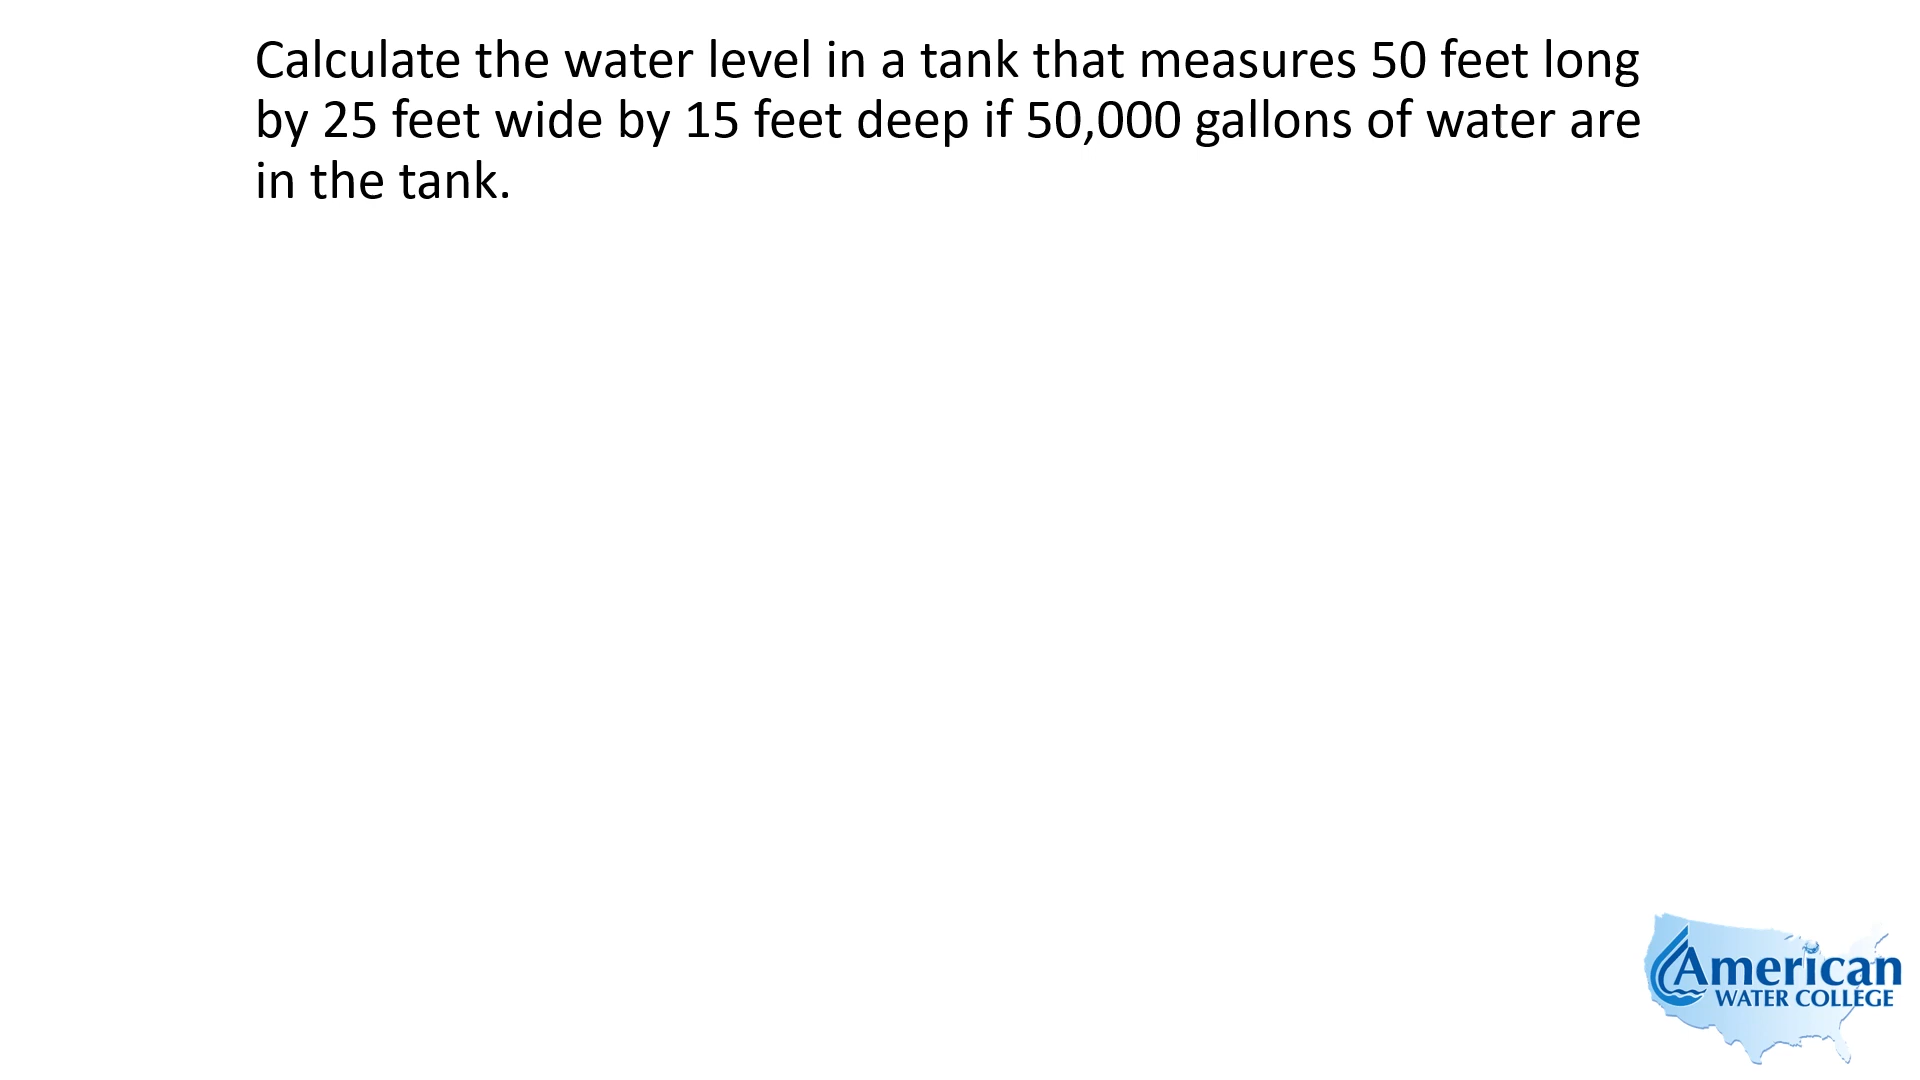 Calculate the water level in a tank that measures 50 feet long
by 25 feet wide by 15 feet deep if 50,000 gallons of water are
in the tank.
American
WATER COLLEGE